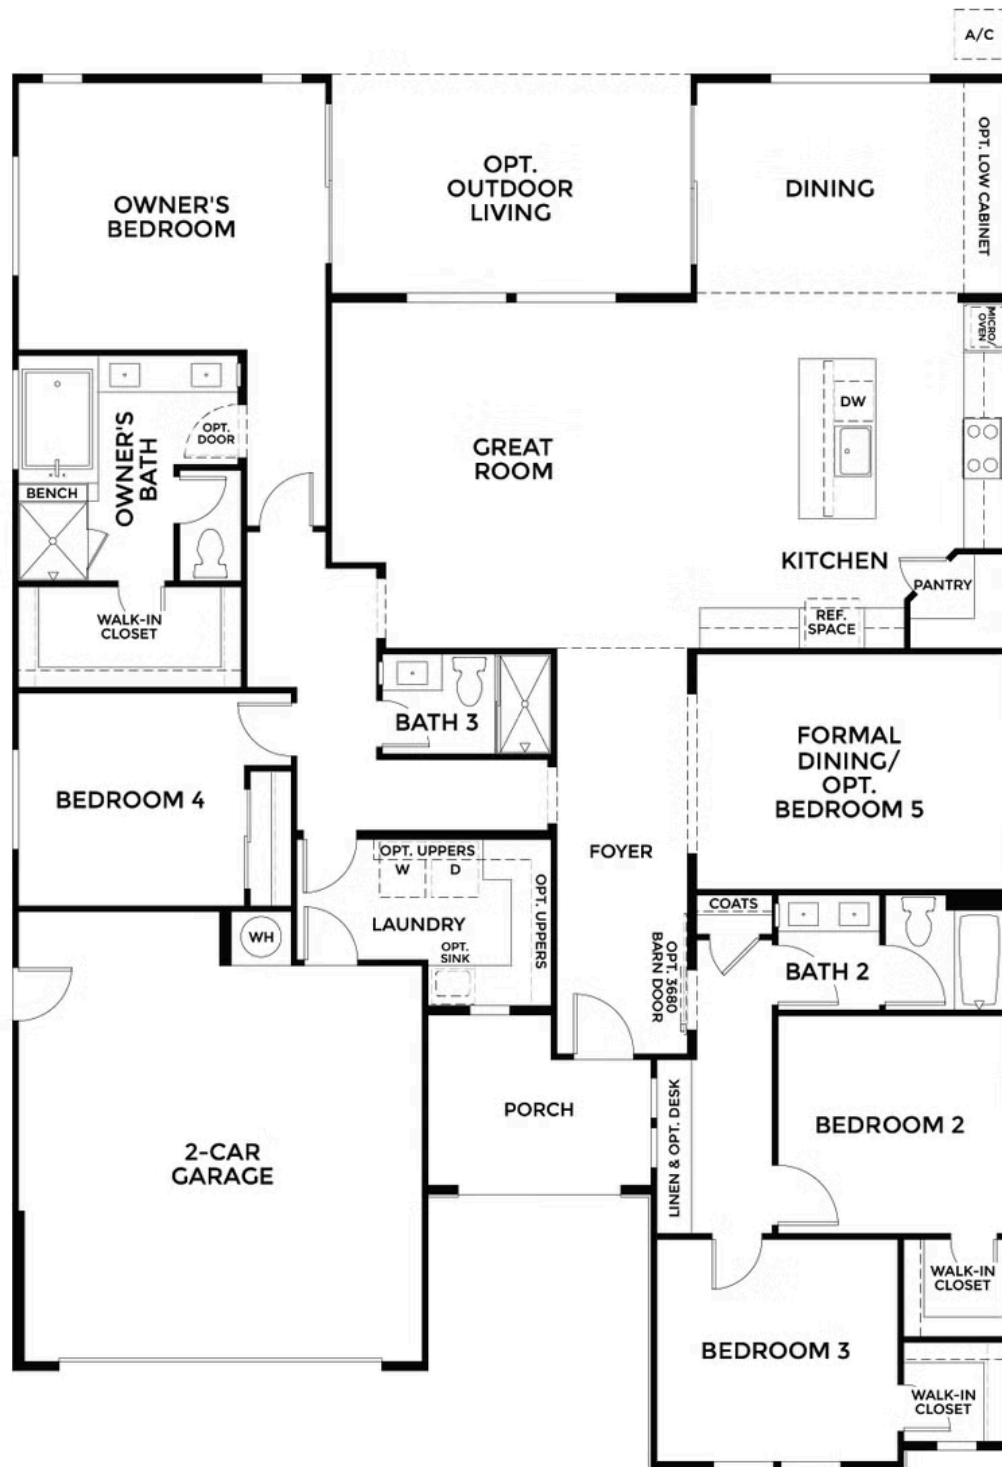 A/C
OWNER'S
BEDROOM
OPT.
OUTDOOR
LIVING
DINING
OPT. LOW CABINET
MICRO/
OVEN
DW
OPT.
DOOR
OWNER'S
BATH
BENCH
GREAT
ROOM
KITCHEN
PANTRY
REF.
SPACE
WALK-IN
CLOSET
BATH 3
BEDROOM 4
FORMAL
DINING/
OPT.
BEDROOM 5
FOYER
OPT. UPPERS
W
D
OPT. UPPERS
LAUNDRY
OPT.
SINK
WH
COATS
OPT. 3680
BARN DOOR
BATH 2
PORCH
LINEN & OPT. DESK
BEDROOM 2
2-CAR
GARAGE
WALK-IN
CLOSET
BEDROOM 3
WALK-IN
CLOSET